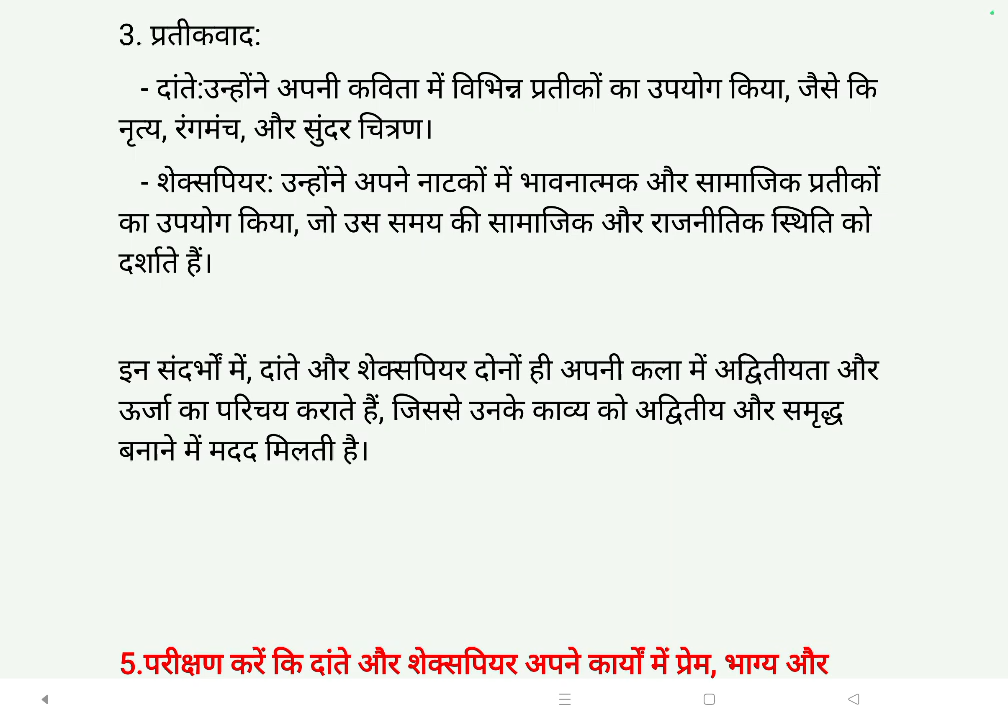 3. प्रतीकवाद:
- दांते:उन्होंने अपनी कविता में विभिन्न प्रतीकों का उपयोग किया, जैसे कि
नृत्य, रंगमंच, और सुंदर चित्रण।
- शेक्सपियर: उन्होंने अपने नाटकों में भावनात्मक और सामाजिक प्रतीकों
का उपयोग किया, जो उस समय की सामाजिक और राजनीतिक स्थिति को
दर्शाते हैं।
इन संदर्भों में, दांते और शेक्सपियर दोनों ही अपनी कला में अद्वितीयता और
ऊर्जा का परिचय कराते हैं, जिससे उनके काव्य को अद्वितीय और समृद्ध
बनाने में मदद मिलती है।
5.परीक्षण करें कि दांते और शेक्सपियर अपने कार्यों में प्रेम, भाग्य और